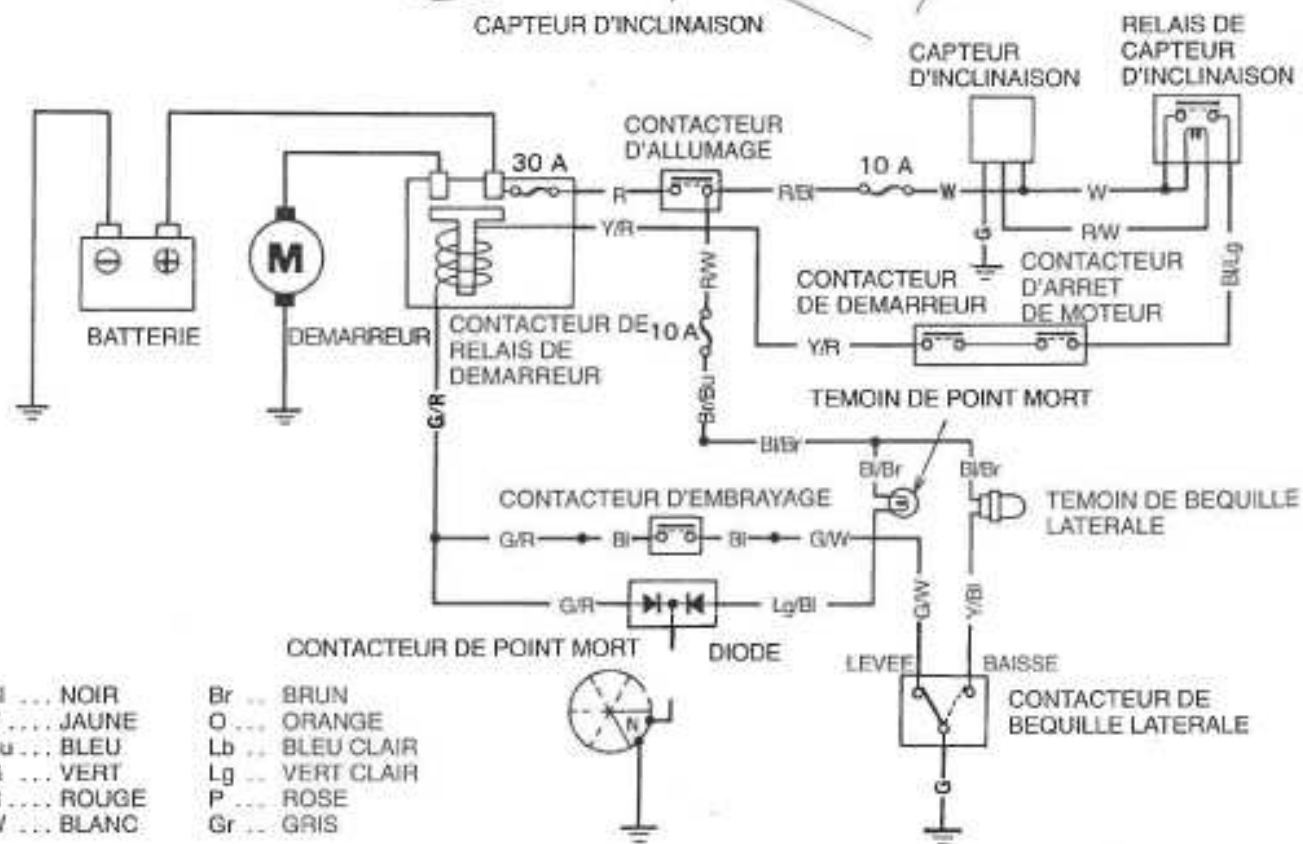 CAPTEUR D'INCLINAISON
CAPTEUR
D'INCLINAISON
RELAIS DE
CAPTEUR
D'INCLINAISON
CONTACTEUR
D'ALLUMAGE
30 A
10 A
R
R/Bl
W
W
Y/R
R/W
G
R/W
Bl/Lg
M
BATTERIE
DEMARREUR
CONTACTEUR DE
RELAIS DE
DEMARREUR
10 A
CONTACTEUR
DE DEMARREUR
CONTACTEUR
D'ARRET
DE MOTEUR
Y/R
Br/Bu
G/R
TEMOIN DE POINT MORT
Bl/Br
Bl/Br
Bl/Br
CONTACTEUR D'EMBRAYAGE
TEMOIN DE BEQUILLE
LATERALE
G/R
Bl
Bl
G/W
G/W
Y/Bl
G/R
Lg/Bl
CONTACTEUR DE POINT MORT
DIODE
N
LEVEE
BAISSE
CONTACTEUR DE
BEQUILLE LATERALE
G
... NOIR
.... JAUNE
... BLEU
... VERT
.... ROUGE
... BLANC
Br .. BRUN
O ... ORANGE
Lb .. BLEU CLAIR
Lg .. VERT CLAIR
P ... ROSE
Gr .. GRIS